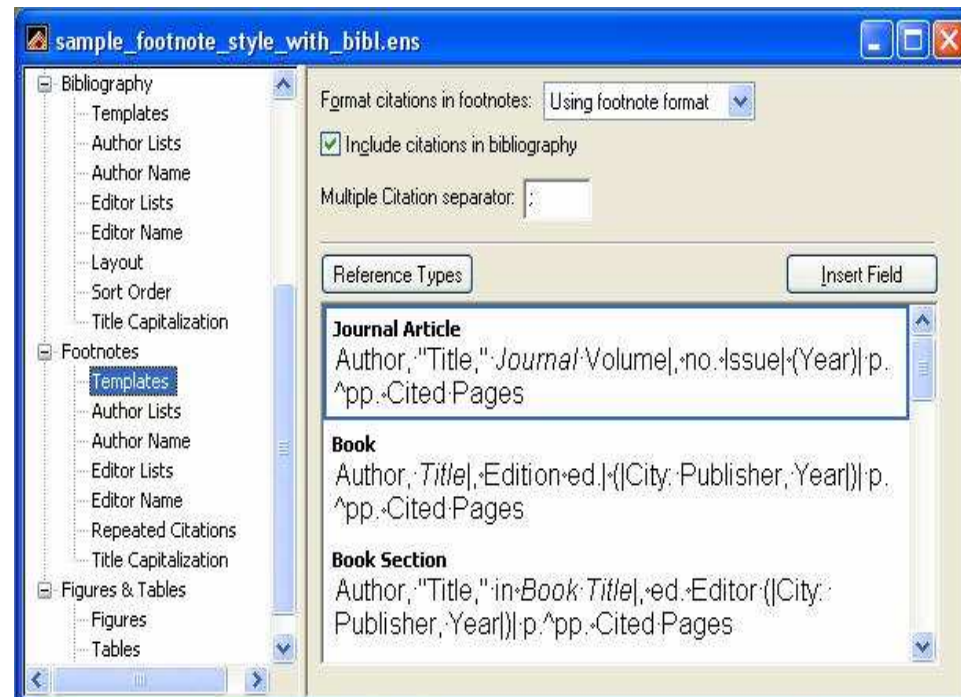 sample_footnote_style_with_bibl.ens
Bibliography
Templates
Author Lists
Author Name
Editor Lists
Editor Name
Layout
Sort Order
Title Capitalization
Footnotes
Templates
Author Lists
Author Name
Editor Lists
Editor Name
Repeated Citations
Title Capitalization
Figures & Tables
Figures
Tables
Format citations in footnotes: Using footnote format
Include citations in bibliography
Multiple Citation separator: ;
Reference Types Insert Field
Journal Article
Author,·"Title,"·Journal·Volume|,·no.·Issue|·(Year)|·p.
^pp.·Cited·Pages
Book
Author,·Title|,·Edition·ed.|·(|City:·Publisher,·Year|)|·p.
^pp.·Cited·Pages
Book Section
Author,·"Title,"·in·Book·Title|,·ed.·Editor·(|City:·
Publisher,·Year|)|·p.^pp.·Cited·Pages